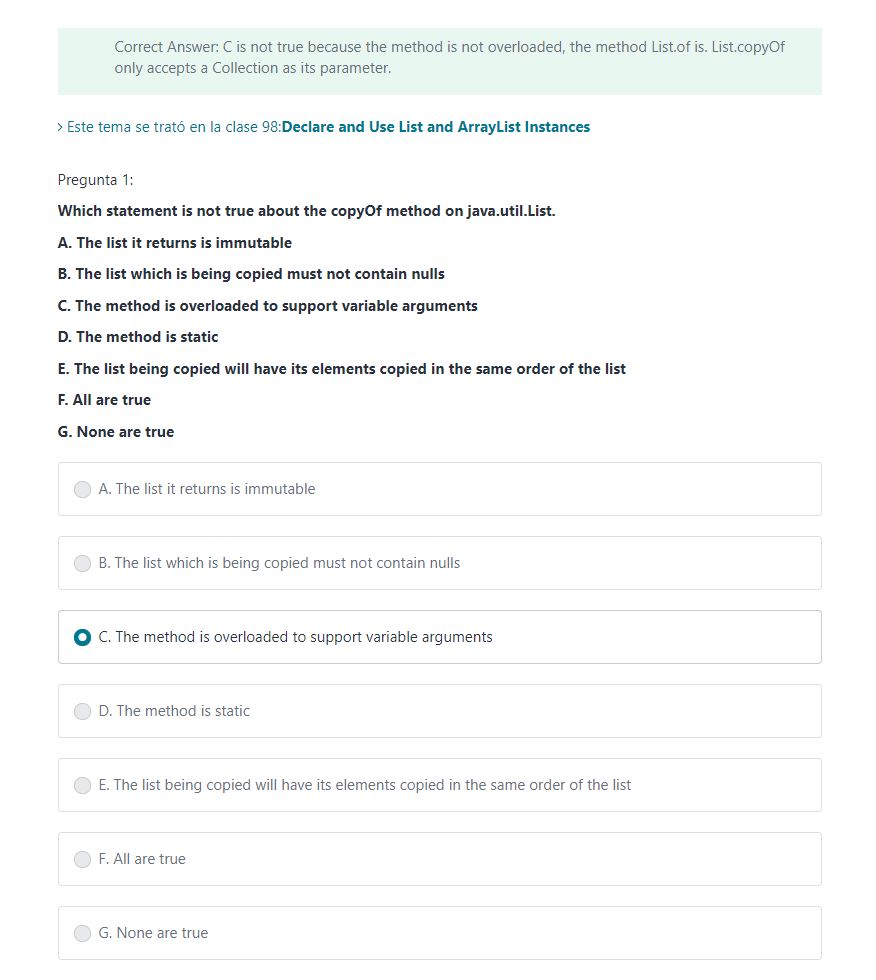 Correct Answer: C is not true because the method is not overloaded, the method List.of is. List.copyOf
only accepts a Collection as its parameter.
> Este tema se trató en la clase 98:Declare and Use List and ArrayList Instances
Pregunta 1:
Which statement is not true about the copyOf method on java.util.List.
A. The list it returns is immutable
B. The list which is being copied must not contain nulls
C. The method is overloaded to support variable arguments
D. The method is static
E. The list being copied will have its elements copied in the same order of the list
F. All are true
G. None are true
A. The list it returns is immutable
B. The list which is being copied must not contain nulls
C. The method is overloaded to support variable arguments
D. The method is static
E. The list being copied will have its elements copied in the same order of the list
F. All are true
G. None are true